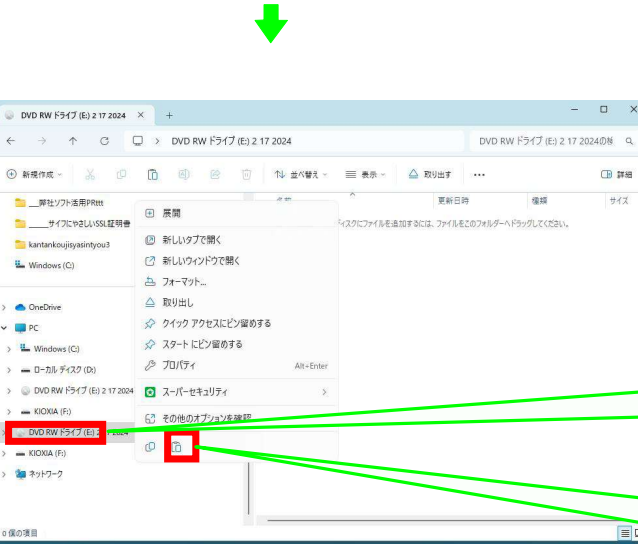 DVD RW ドライブ (E:) 2 17 2024
DVD RW ドライブ (E:) 2 17 2024
DVD RW ドライブ (E:) 2 17 2024の検
新規作成
並べ替え
表示
取り出す
詳細
更新日時
種類
サイズ
ディスクにファイルを追加するには、ファイルをこのフォルダーへドラッグしてください。
__弊社ソフト活用PRttt
____サイフにやさしいSSL証明書
kantankoujisyasintyou3
Windows (C:)
OneDrive
PC
Windows (C:)
ローカル ディスク (D:)
DVD RW ドライブ (E:) 2 17 2024
KIOXIA (F:)
DVD RW ドライブ (E:) 2 17 2024
KIOXIA (F:)
ネットワーク
展開
新しいタブで開く
新しいウィンドウで開く
フォーマット...
取り出し
クイック アクセスにピン留めする
スタート にピン留めする
プロパティ Alt+Enter
スーパーセキュリティ
その他のオプションを確認
0 個の項目